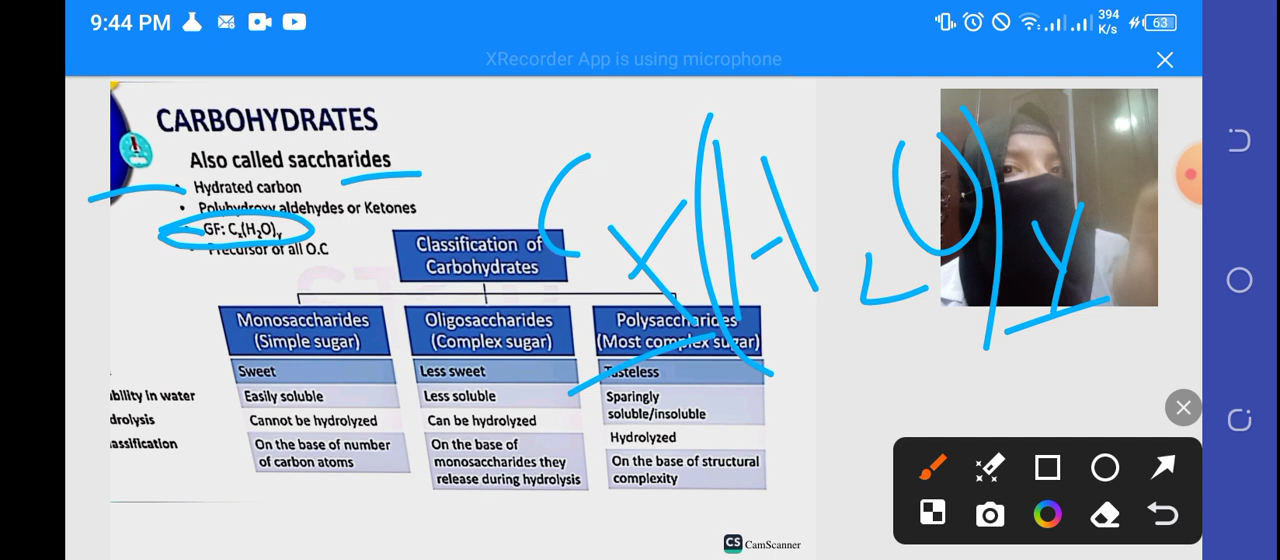 9:44 PM
394
K/s
63
XRecorder App is using microphone
CARBOHYDRATES
Also called saccharides
• Hydrated carbon
• Polyhydroxy aldehydes or Ketones
GF: Cx(H2O)y
Precursor of all O.C
Cx(H2O)y
Classification of
Carbohydrates
Monosaccharides
(Simple sugar)
Oligosaccharides
(Complex sugar)
Polysaccharides
(Most complex sugar)
Sweet
Less sweet
Tasteless
ability in water
Easily soluble
Less soluble
Sparingly
soluble/insoluble
drolysis
Cannot be hydrolyzed
Can be hydrolyzed
Hydrolyzed
assification
On the base of number
of carbon atoms
On the base of
monosaccharides they
release during hydrolysis
On the base of structural
complexity
CS CamScanner